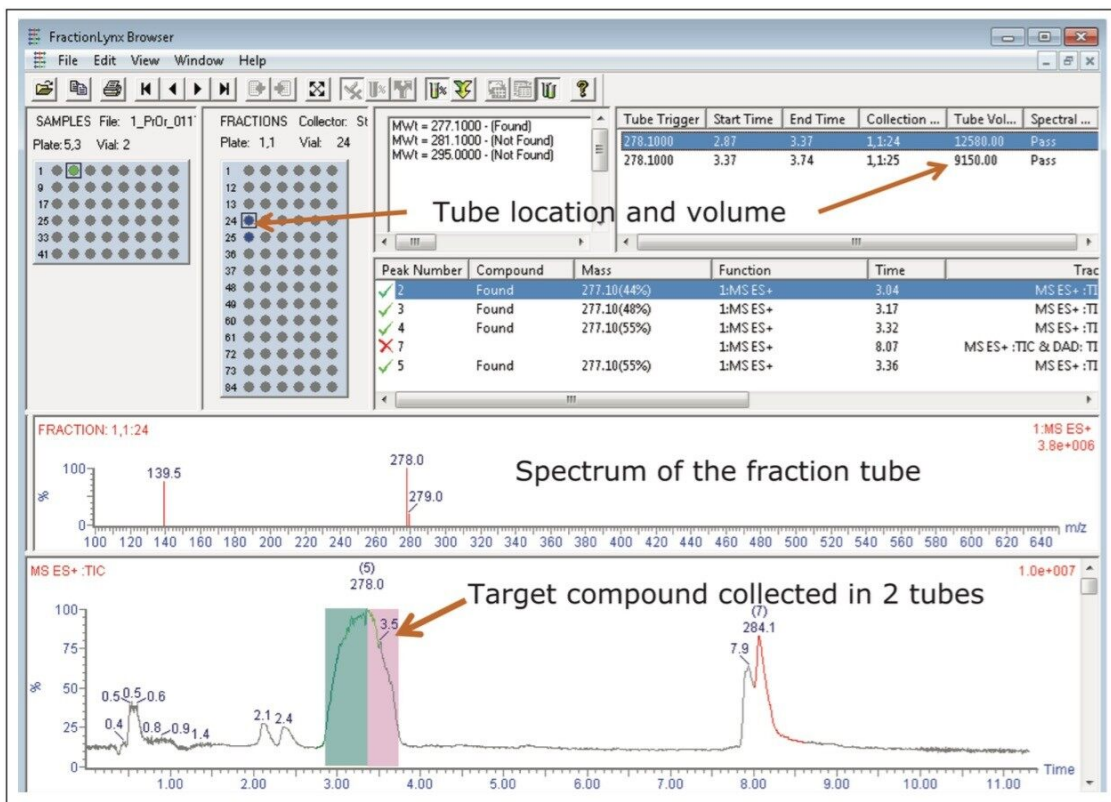 FractionLynx Browser
File Edit View Window Help
SAMPLES File: 1_PrOr_011
Plate: 5,3 Vial: 2
1
9
17
25
33
41
FRACTIONS Collector: St
Plate: 1,1 Vial: 24
1
12
13
24
25
36
37
48
49
60
61
72
73
84
MWt = 277.1000 - (Found)
MWt = 281.1000 - (Not Found)
MWt = 295.0000 - (Not Found)
Tube Trigger Start Time End Time Collection ... Tube Vol... Spectral ...
278.1000 2.87 3.37 1,1:24 12580.00 Pass
278.1000 3.37 3.74 1,1:25 9150.00 Pass
Tube location and volume
Peak Number Compound Mass Function Time Trac
2 Found 277.10(44%) 1:MS ES+ 3.04 MS ES+ :TI
3 Found 277.10(48%) 1:MS ES+ 3.17 MS ES+ :TI
4 Found 277.10(55%) 1:MS ES+ 3.32 MS ES+ :TI
7 1:MS ES+ 8.07 MS ES+ :TIC & DAD: TI
5 Found 277.10(55%) 1:MS ES+ 3.36 MS ES+ :TI
FRACTION: 1,1:24 1:MS ES+
3.8e+006
Spectrum of the fraction tube
100
%
0
139.5
278.0
279.0
100 120 140 160 180 200 220 240 260 280 300 320 340 360 380 400 420 440 460 480 500 520 540 560 580 600 620 640 m/z
MS ES+ :TIC 1.0e+007
(5)
278.0
Target compound collected in 2 tubes
(7)
284.1
100
75
%
50
25
0
0.4
0.5
0.5
0.6
0.8
0.9
1.4
2.1
2.4
3.5
7.9
1.00 2.00 3.00 4.00 5.00 6.00 7.00 8.00 9.00 10.00 11.00 Time